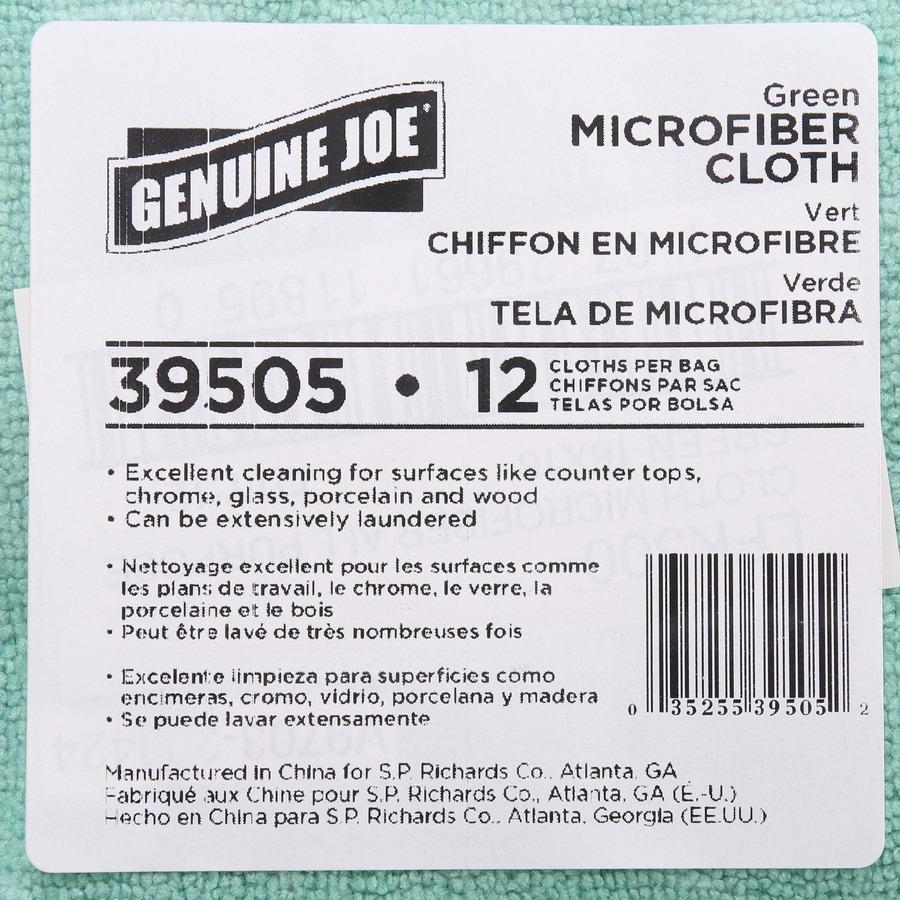 GENUINE JOE®
Green
MICROFIBER
CLOTH
Vert
CHIFFON EN MICROFIBRE
Verde
TELA DE MICROFIBRA
39505 • 12
CLOTHS PER BAG
CHIFFONS PAR SAC
TELAS POR BOLSA
• Excellent cleaning for surfaces like counter tops,
chrome, glass, porcelain and wood
• Can be extensively laundered
• Nettoyage excellent pour les surfaces comme
les plans de travail, le chrome, le verre, la
porcelaine et le bois
• Peut être lavé de très nombreuses fois
• Excelente limpieza para superficies como
encimeras, cromo, vidrio, porcelana y madera
• Se puede lavar extensamente
0 35255 39505 2
Manufactured in China for S.P. Richards Co., Atlanta, GA
Fabriqué aux Chine pour S.P. Richards Co., Atlanta, GA (É.-U.)
Hecho en China para S.P. Richards Co., Atlanta, Georgia (EE.UU.)